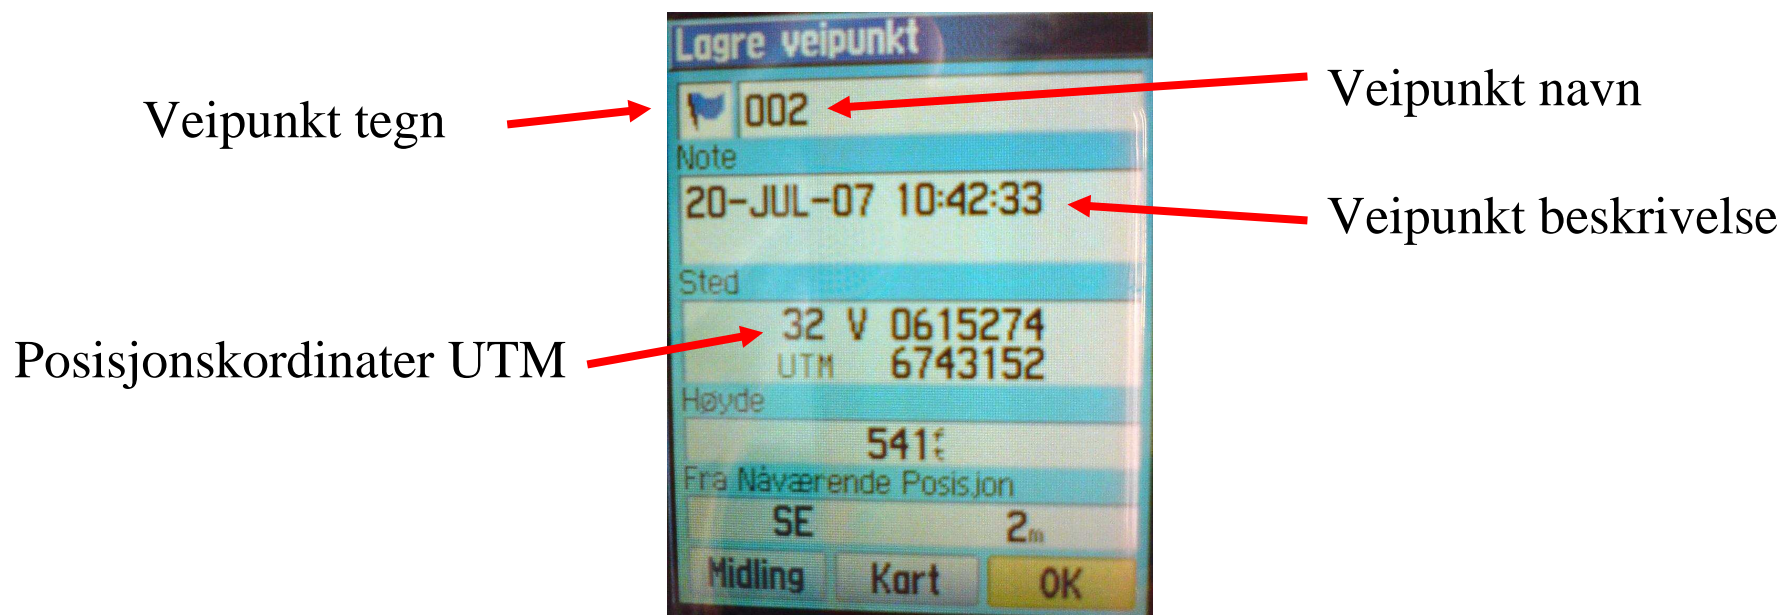 Lagre veipunkt
Veipunkt tegn
002
Veipunkt navn
Note
20-JUL-07 10:42:33
Veipunkt beskrivelse
Sted
32 V 0615274
UTM 6743152
Posisjonskordinater UTM
Høyde
541 ft
Fra Nåværende Posisjon
SE 2m
Midling Kart OK